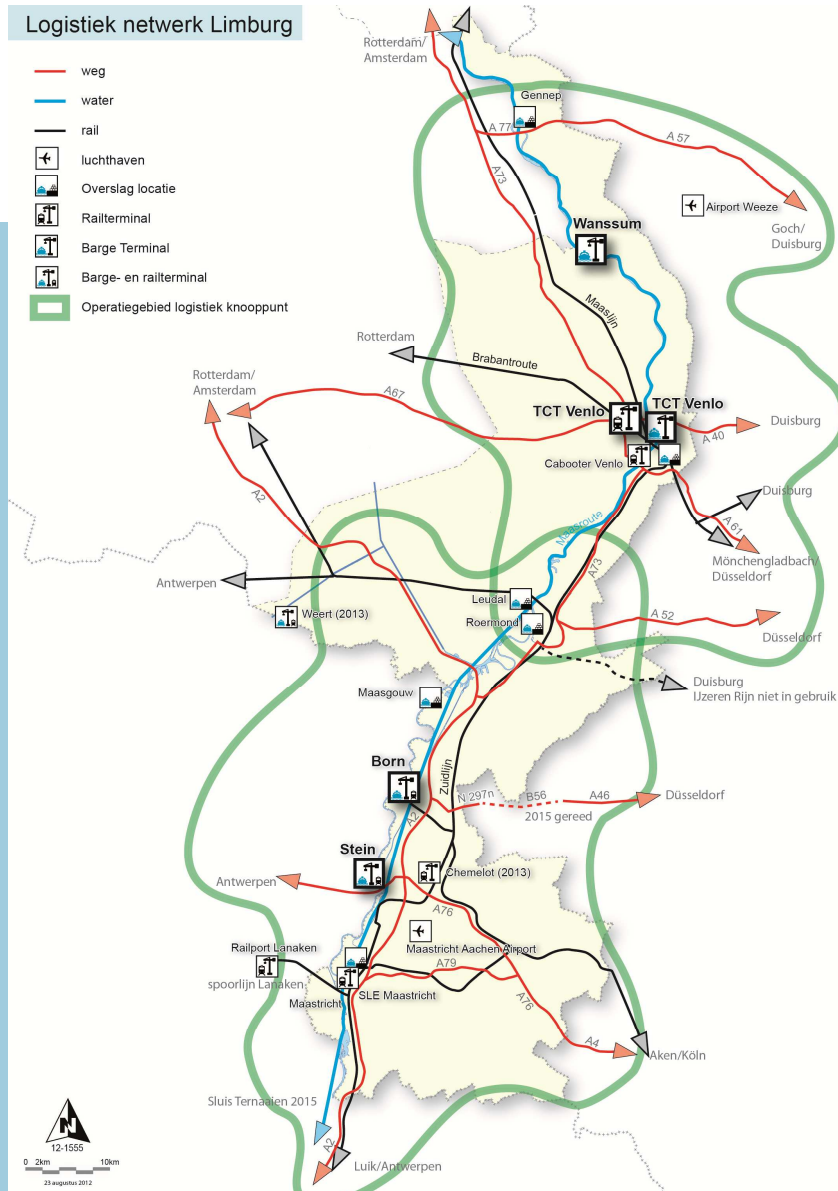 Logistiek netwerk Limburg
weg
water
rail
luchthaven
Overslag locatie
Railterminal
Barge Terminal
Barge- en railterminal
Operatiegebied logistiek knooppunt
Rotterdam/
Amsterdam
Gennep
A 77
A 57
A73
Airport Weeze
Goch/
Duisburg
Wanssum
Maaslijn
Rotterdam
Brabantroute
Rotterdam/
Amsterdam
A67
TCT Venlo
TCT Venlo
Duisburg
A 40
Cabooter Venlo
A2
Duisburg
A 61
Mönchengladbach/
Düsseldorf
Maasroute
A73
Antwerpen
Leudal
Weert (2013)
Roermond
A 52
Düsseldorf
Duisburg
IJzeren Rijn niet in gebruik
Maasgouw
Zuidlijn
Born
N 297n
B56
A46
Düsseldorf
2015 gereed
A2
Stein
Chemelot (2013)
Antwerpen
A76
Maastricht Aachen Airport
Railport Lanaken
A79
spoorlijn Lanaken
SLE Maastricht
Maastricht
A76
A4
Aken/Köln
Sluis Ternaaien 2015
A2
Luik/Antwerpen
N
12-1555
0 2km 10km
23 augustus 2012